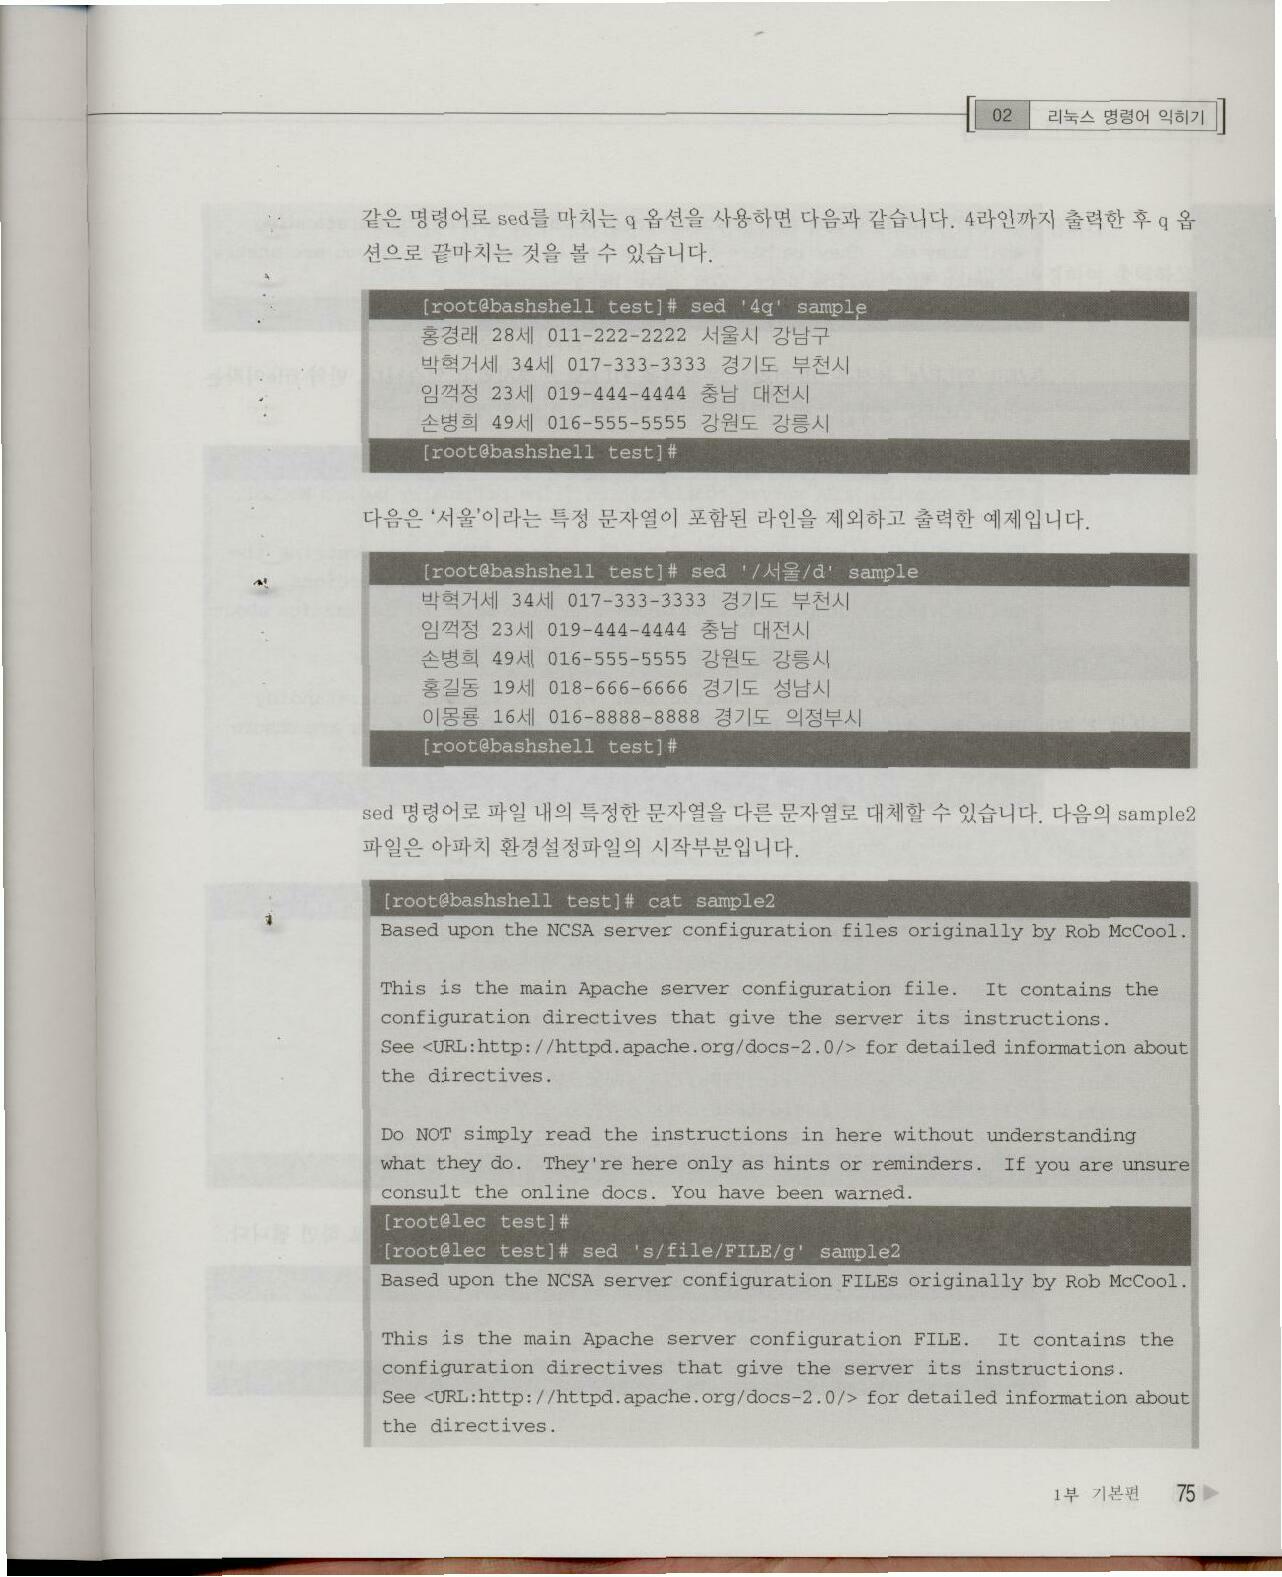 02 리눅스 명령어 익히기
같은 명령어로 sed를 마치는 q 옵션을 사용하면 다음과 같습니다. 4라인까지 출력한 후 q 옵
션으로 끝마치는 것을 볼 수 있습니다.
[root@bashshell test]# sed '4q' sample
홍경래 28세 011-222-2222 서울시 강남구
박혁거세 34세 017-333-3333 경기도 부천시
임꺽정 23세 019-444-4444 충남 대전시
손병희 49세 016-555-5555 강원도 강릉시
[root@bashshell test]#
다음은 '서울'이라는 특정 문자열이 포함된 라인을 제외하고 출력한 예제입니다.
[root@bashshell test]# sed '/서울/d' sample
박혁거세 34세 017-333-3333 경기도 부천시
임꺽정 23세 019-444-4444 충남 대전시
손병희 49세 016-555-5555 강원도 강릉시
홍길동 19세 018-666-6666 경기도 성남시
이몽룡 16세 016-8888-8888 경기도 의정부시
[root@bashshell test]#
sed 명령어로 파일 내의 특정한 문자열을 다른 문자열로 대체할 수 있습니다. 다음의 sample2
파일은 아파치 환경설정파일의 시작부분입니다.
[root@bashshell test]# cat sample2
Based upon the NCSA server configuration files originally by Rob McCool.
This is the main Apache server configuration file.  It contains the
configuration directives that give the server its instructions.
See <URL:http://httpd.apache.org/docs-2.0/> for detailed information about
the directives.
Do NOT simply read the instructions in here without understanding
what they do.  They're here only as hints or reminders.  If you are unsure
consult the online docs. You have been warned.
[root@lec test]#
[root@lec test]# sed 's/file/FILE/g' sample2
Based upon the NCSA server configuration FILEs originally by Rob McCool.
This is the main Apache server configuration FILE.  It contains the
configuration directives that give the server its instructions.
See <URL:http://httpd.apache.org/docs-2.0/> for detailed information about
the directives.
1부 기본편 75